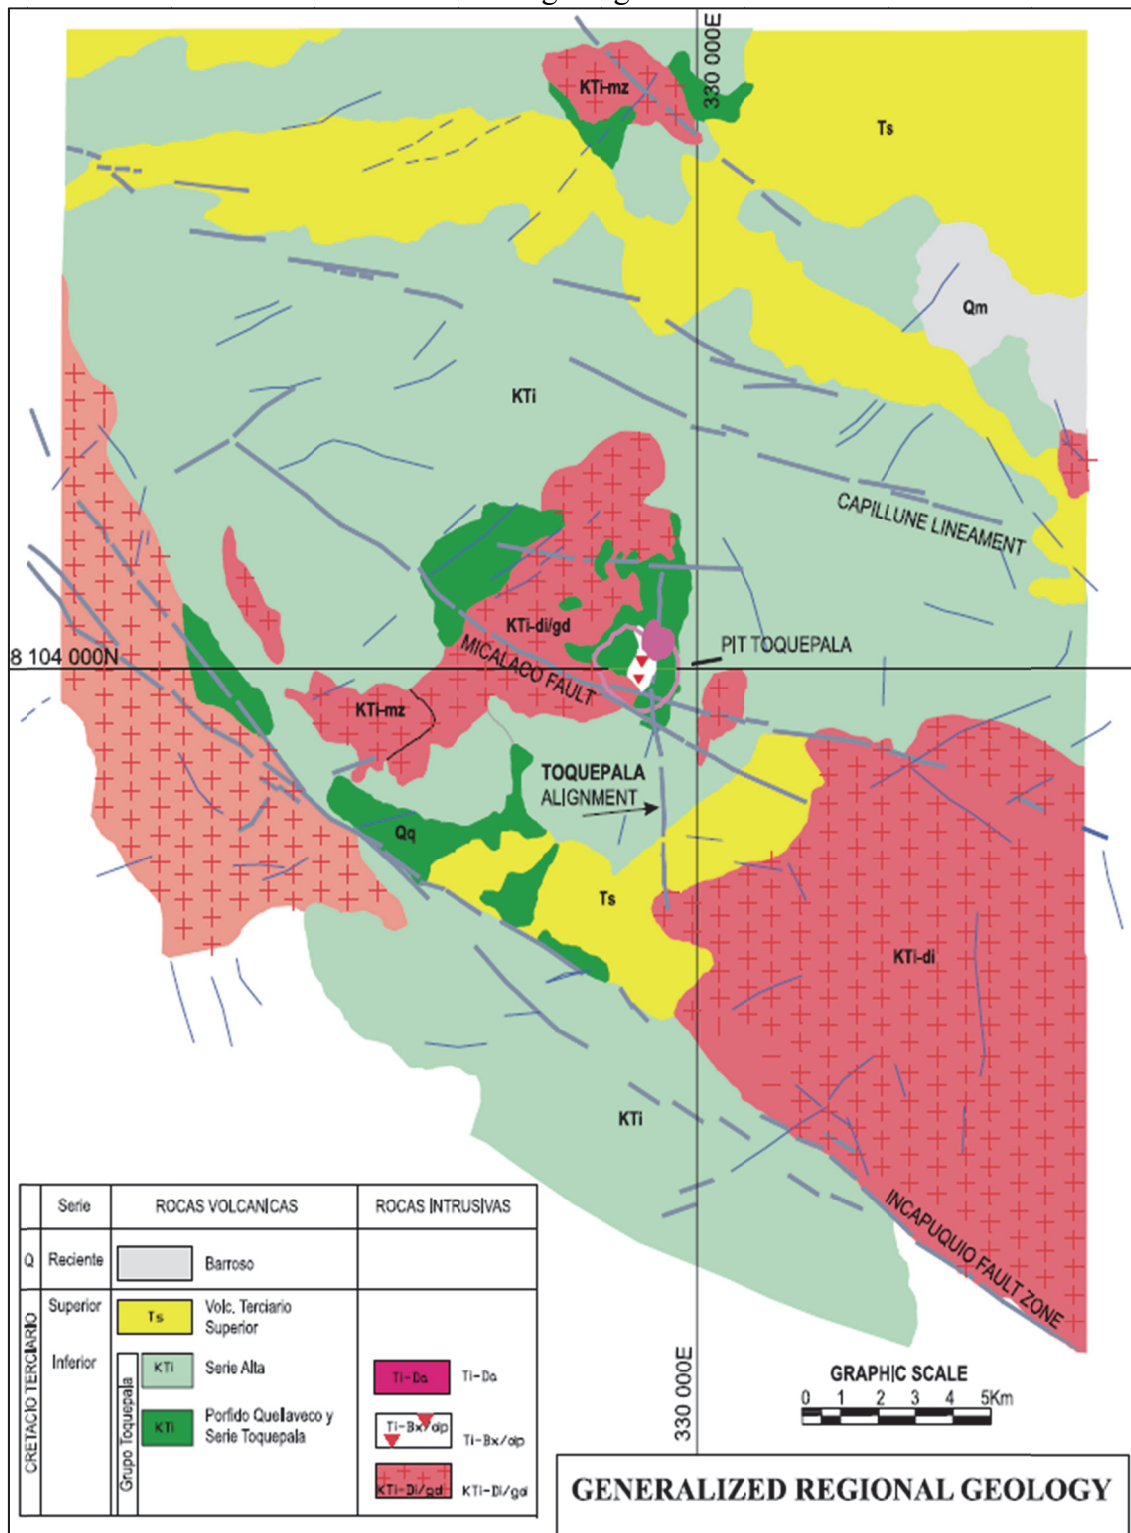 330 000E
KTi-mz
Ts
Qm
KTi
CAPILLUNE LINEAMENT
KTi-di/gd
8 104 000N
MICALACO FAULT
PIT TOQUEPALA
KTi-mz
TOQUEPALA
ALIGNMENT
Qq
Ts
KTi-di
KTi
INCAPUQUIO FAULT ZONE
Serie
ROCAS VOLCANICAS
ROCAS INTRUSIVAS
Q
Reciente
Barroso
CRETACIO TERCIARIO
Superior
Ts
Volc. Terciario
Superior
Inferior
Grupo Toquepala
KTi
Serie Alta
KTi
Porfido Quellaveco y
Serie Toquepala
Ti-Da
Ti-Da
Ti-Bx/dp
Ti-Bx/dp
KTi-Di/gd
KTi-Di/gd
330 000E
GRAPHIC SCALE
0 1 2 3 4 5Km
GENERALIZED REGIONAL GEOLOGY